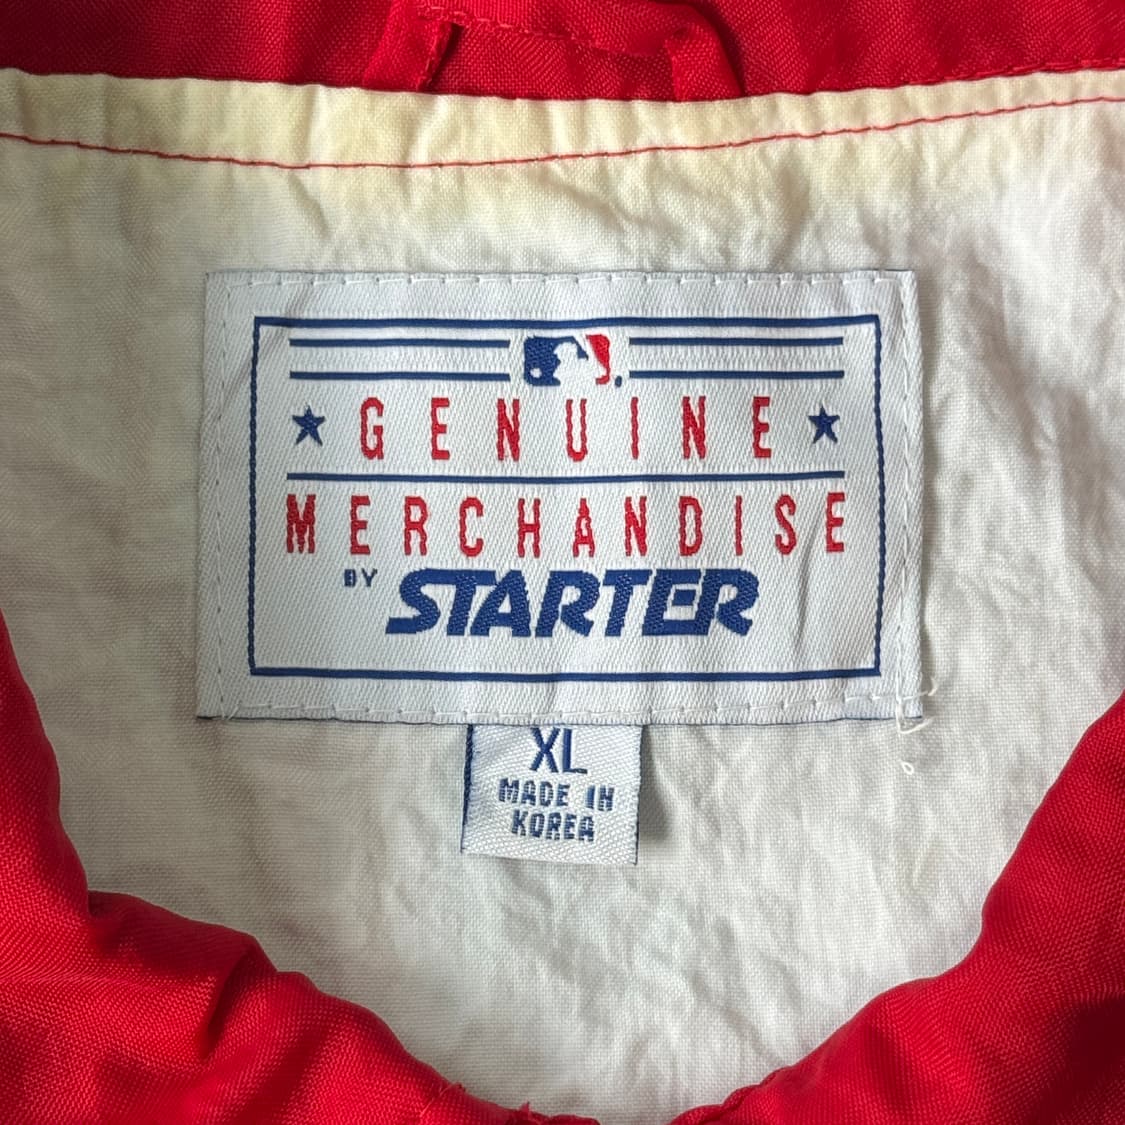 GENUINE
MERCHANDISE
BY STARTER
XL
MADE IN
KOREA